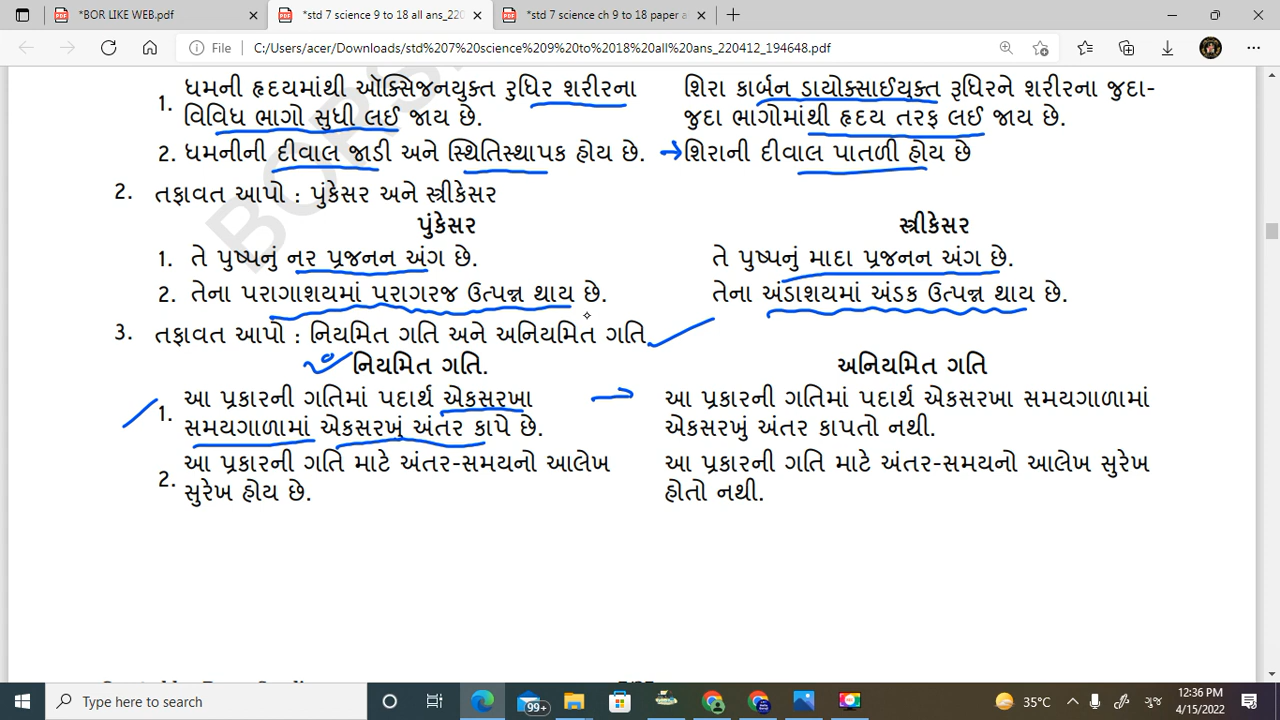 *BOR LIKE WEB.pdf
*std 7 science 9 to 18 all ans_220
*std 7 science ch 9 to 18 paper a
File
C:/Users/acer/Downloads/std%207%20science%209%20to%2018%20all%20ans_220412_194648.pdf
ધમની હૃદયમાંથી ઑક્સિજનયુક્ત રુધિર શરીરના
1. વિવિધ ભાગો સુધી લઈ જાય છે.
શિરા કાર્બન ડાયોક્સાઈયુક્ત રૂધિરને શરીરના જુદા-
જુદા ભાગોમાંથી હૃદય તરફ લઈ જાય છે.
2. ધમનીની દીવાલ જાડી અને સ્થિતિસ્થાપક હોય છે.
શિરાની દીવાલ પાતળી હોય છે
2. તફાવત આપો : પુંકેસર અને સ્ત્રીકેસર
પુંકેસર
સ્ત્રીકેસર
1. તે પુષ્પનું નર પ્રજનન અંગ છે.
તે પુષ્પનું માદા પ્રજનન અંગ છે.
2. તેના પરાગાશયમાં પરાગરજ ઉત્પન્ન થાય છે.
તેના અંડાશયમાં અંડક ઉત્પન્ન થાય છે.
3. તફાવત આપો : નિયમિત ગતિ અને અનિયમિત ગતિ
નિયમિત ગતિ.
અનિયમિત ગતિ
1. આ પ્રકારની ગતિમાં પદાર્થ એકસરખા
સમયગાળામાં એકસરખું અંતર કાપે છે.
આ પ્રકારની ગતિમાં પદાર્થ એકસરખા સમયગાળામાં
એકસરખું અંતર કાપતો નથી.
2. આ પ્રકારની ગતિ માટે અંતર-સમયનો આલેખ
સુરેખ હોય છે.
આ પ્રકારની ગતિ માટે અંતર-સમયનો આલેખ સુરેખ
હોતો નથી.
Type here to search
99+
35°C
12:36 PM
4/15/2022